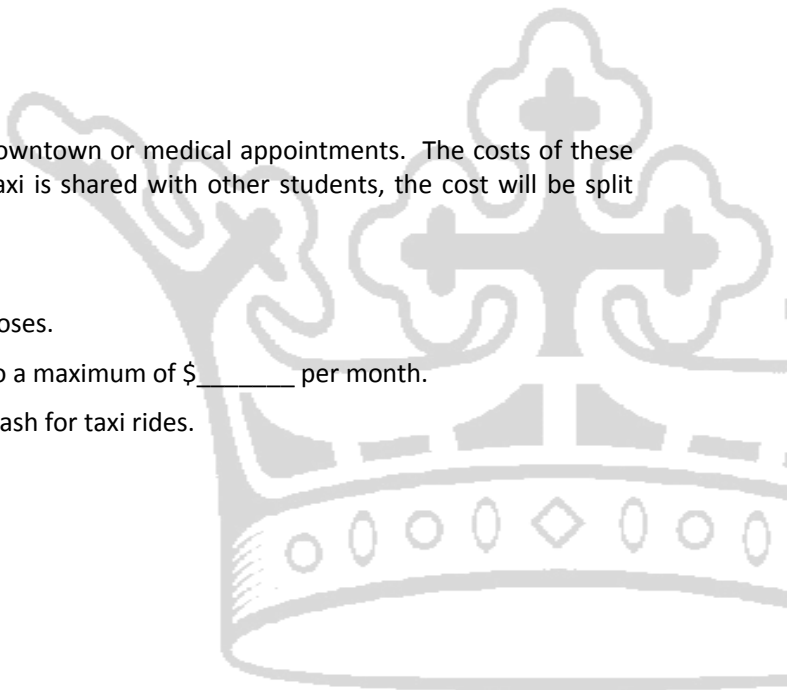 owntown or medical appointments. The costs of these
axi is shared with other students, the cost will be split
oses.
o a maximum of $_______ per month.
ash for taxi rides.